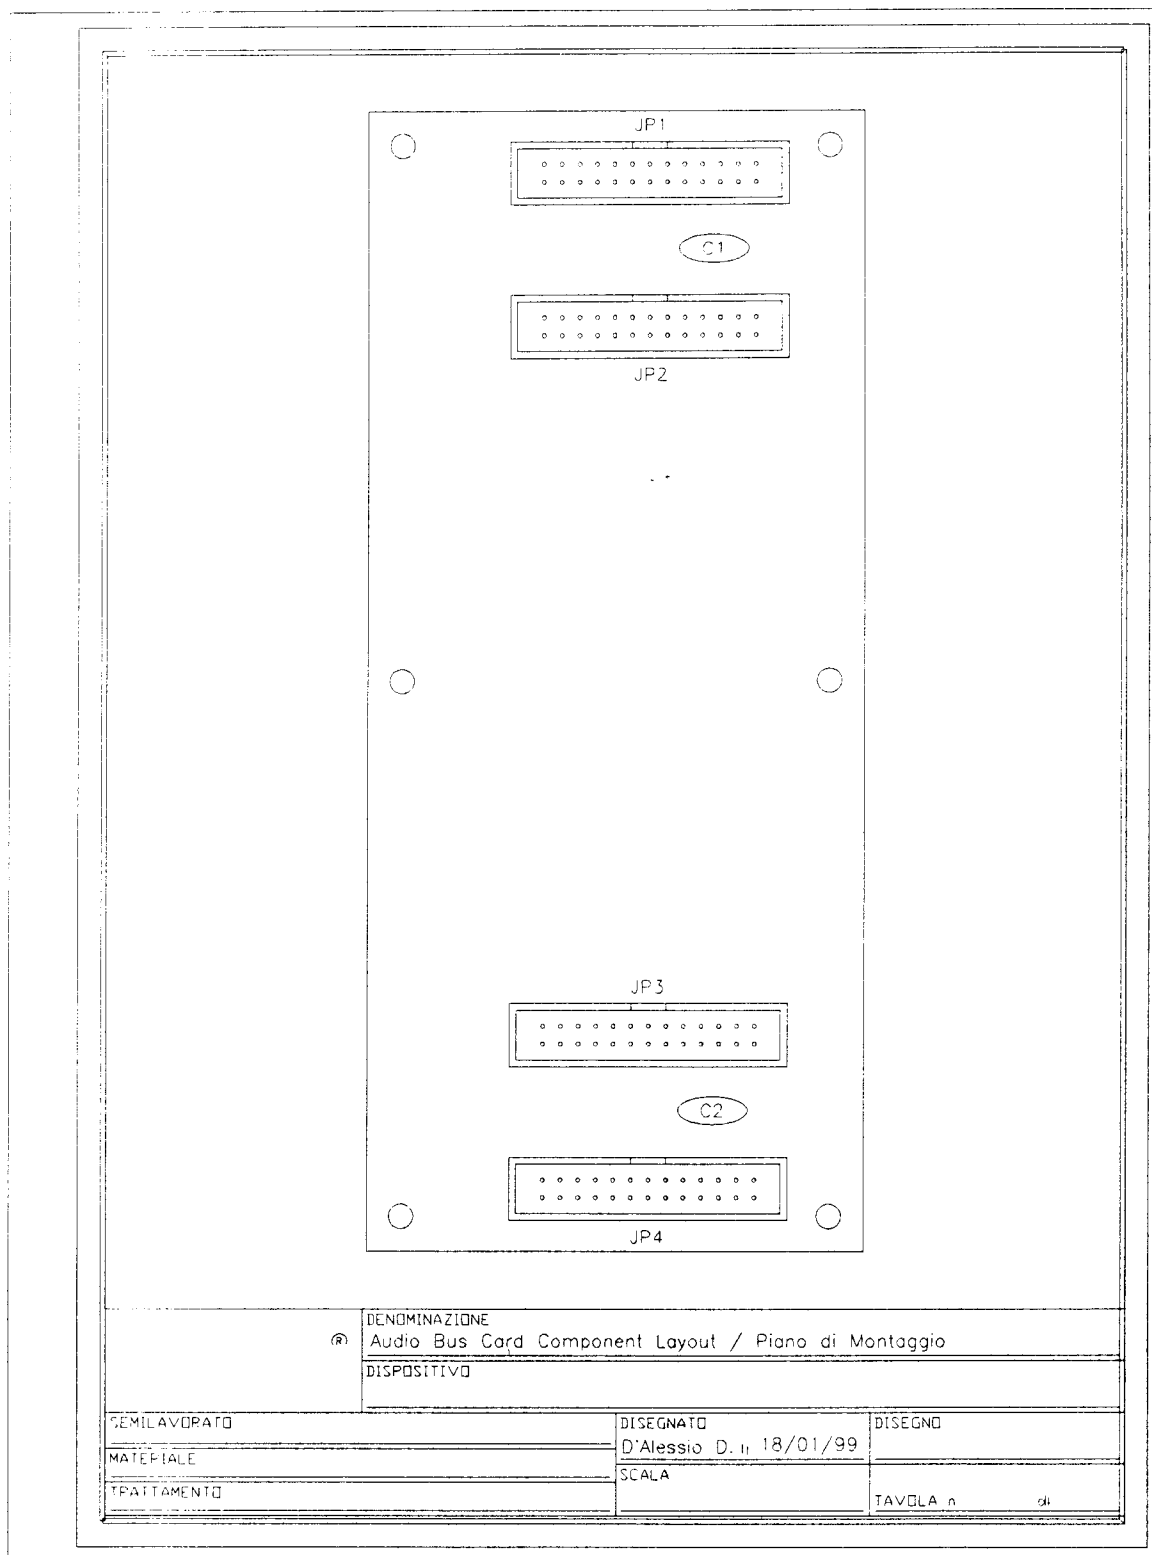 JP1
C1
JP2
JP3
C2
JP4
DENOMINAZIONE
® Audio Bus Card Component Layout / Piano di Montaggio
DISPOSITIVO
SEMILAVORATO
DISEGNATO
DISEGNO
D'Alessio D. li 18/01/99
MATERIALE
SCALA
TRATTAMENTO
TAVOLA n di